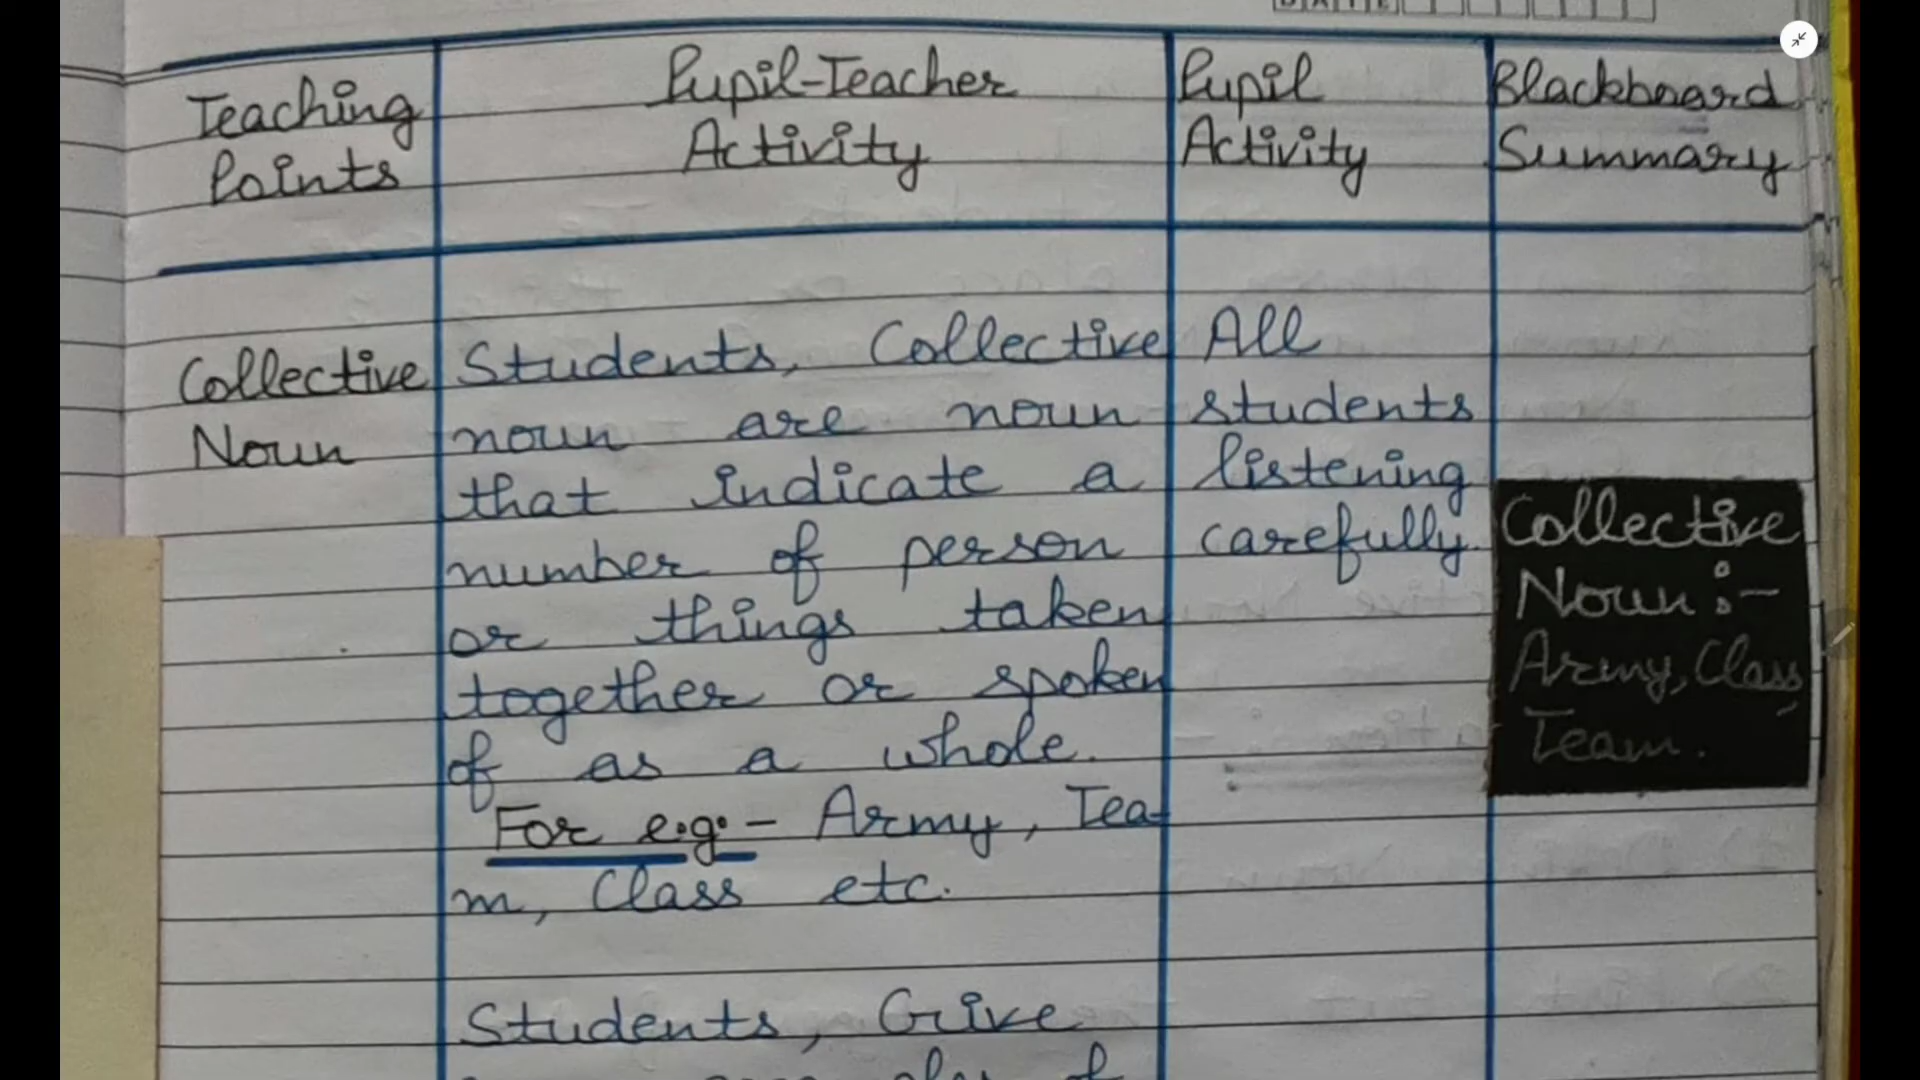 DATE
Teaching Points
Pupil-Teacher Activity
Pupil Activity
Blackboard Summary
Collective
Noun
Students, Collective
noun are noun
that indicate a
number of person
or things taken
together or spoken
of as a whole.
For e.g:- Army, Tea-
m, Class etc.
Students, Give
All
students
listening
carefully.
Collective
Noun :-
Army, Class
Team.